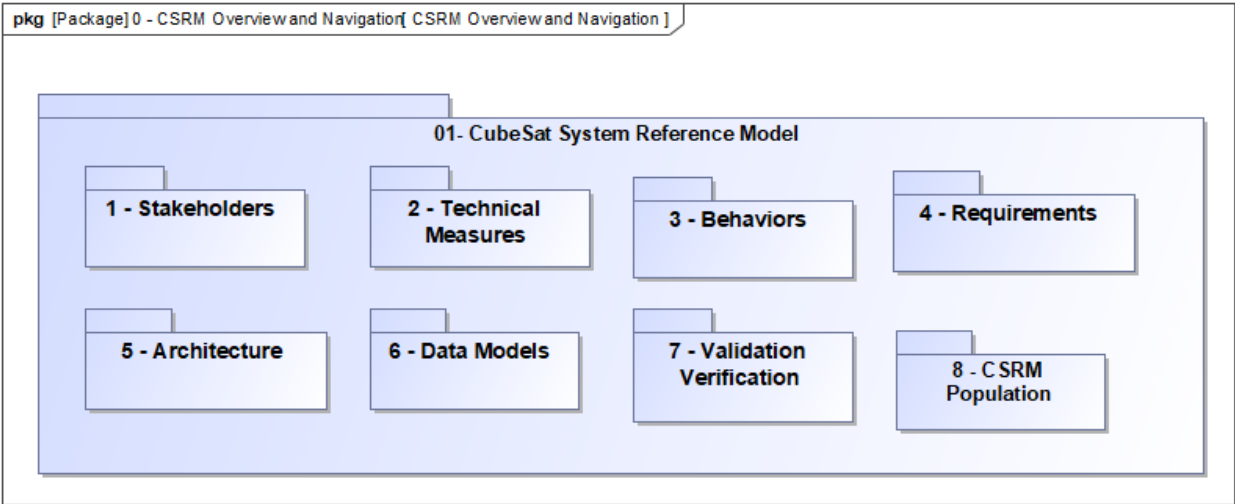 pkg [Package] 0 - CSRM Overview and Navigation[ CSRM Overview and Navigation ]
01- CubeSat System Reference Model
1 - Stakeholders
2 - Technical
Measures
3 - Behaviors
4 - Requirements
5 - Architecture
6 - Data Models
7 - Validation
Verification
8 - CSRM
Population